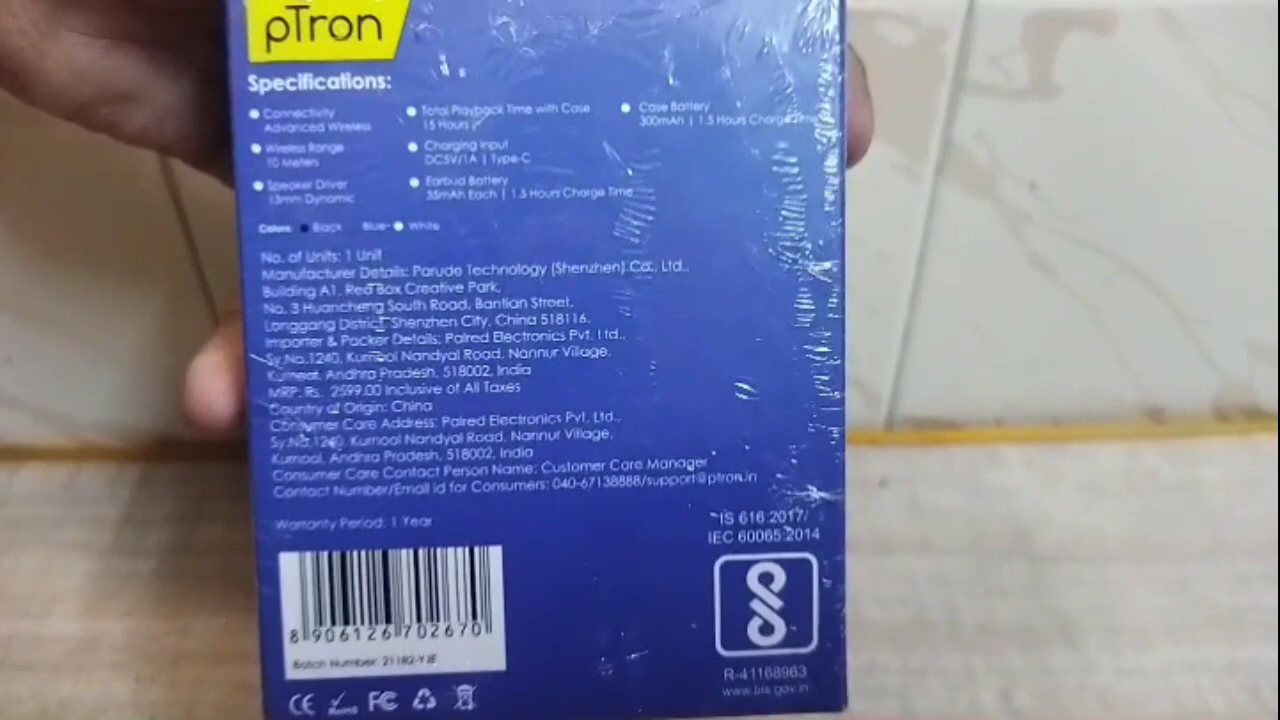 pTron
Specifications:
Connectivity
Advanced Wireless
Wireless Range
10 Meters
Speaker Driver
13mm Dynamic
Total Playback Time with Case
15 Hours
Charging Input
DC5V/1A | Type-C
Earbud Battery
35mAh Each | 1.5 Hours Charge Time
Case Battery
300mAh | 1.5 Hours Charge Time
Colors Black Blue White
No. of Units: 1 Unit
Manufacturer Details: Parude Technology (Shenzhen) Co., Ltd.,
Building A1, Red Box Creative Park,
No. 3 Huancheng South Road, Bantian Street,
Longgang District, Shenzhen City, China 518116.
Importer & Packer Details: Palred Electronics Pvt. Ltd.,
Sy.No.1240, Kurnool Nandyal Road, Nannur Village,
Kurnool, Andhra Pradesh, 518002, India
MRP: Rs. 2599.00 Inclusive of All Taxes
Country of Origin: China
Consumer Care Address: Palred Electronics Pvt. Ltd.,
Sy.No.1240, Kurnool Nandyal Road, Nannur Village,
Kurnool, Andhra Pradesh, 518002, India
Consumer Care Contact Person Name: Customer Care Manager
Contact Number/Email id for Consumers: 040-67138888/support@ptron.in
Warranty Period: 1 Year
IS 616:2017/
IEC 60065:2014
8 906126 702670
Batch Number: 21182-YJE
R-41168963
www.bis.gov.in
CE RoHS FC